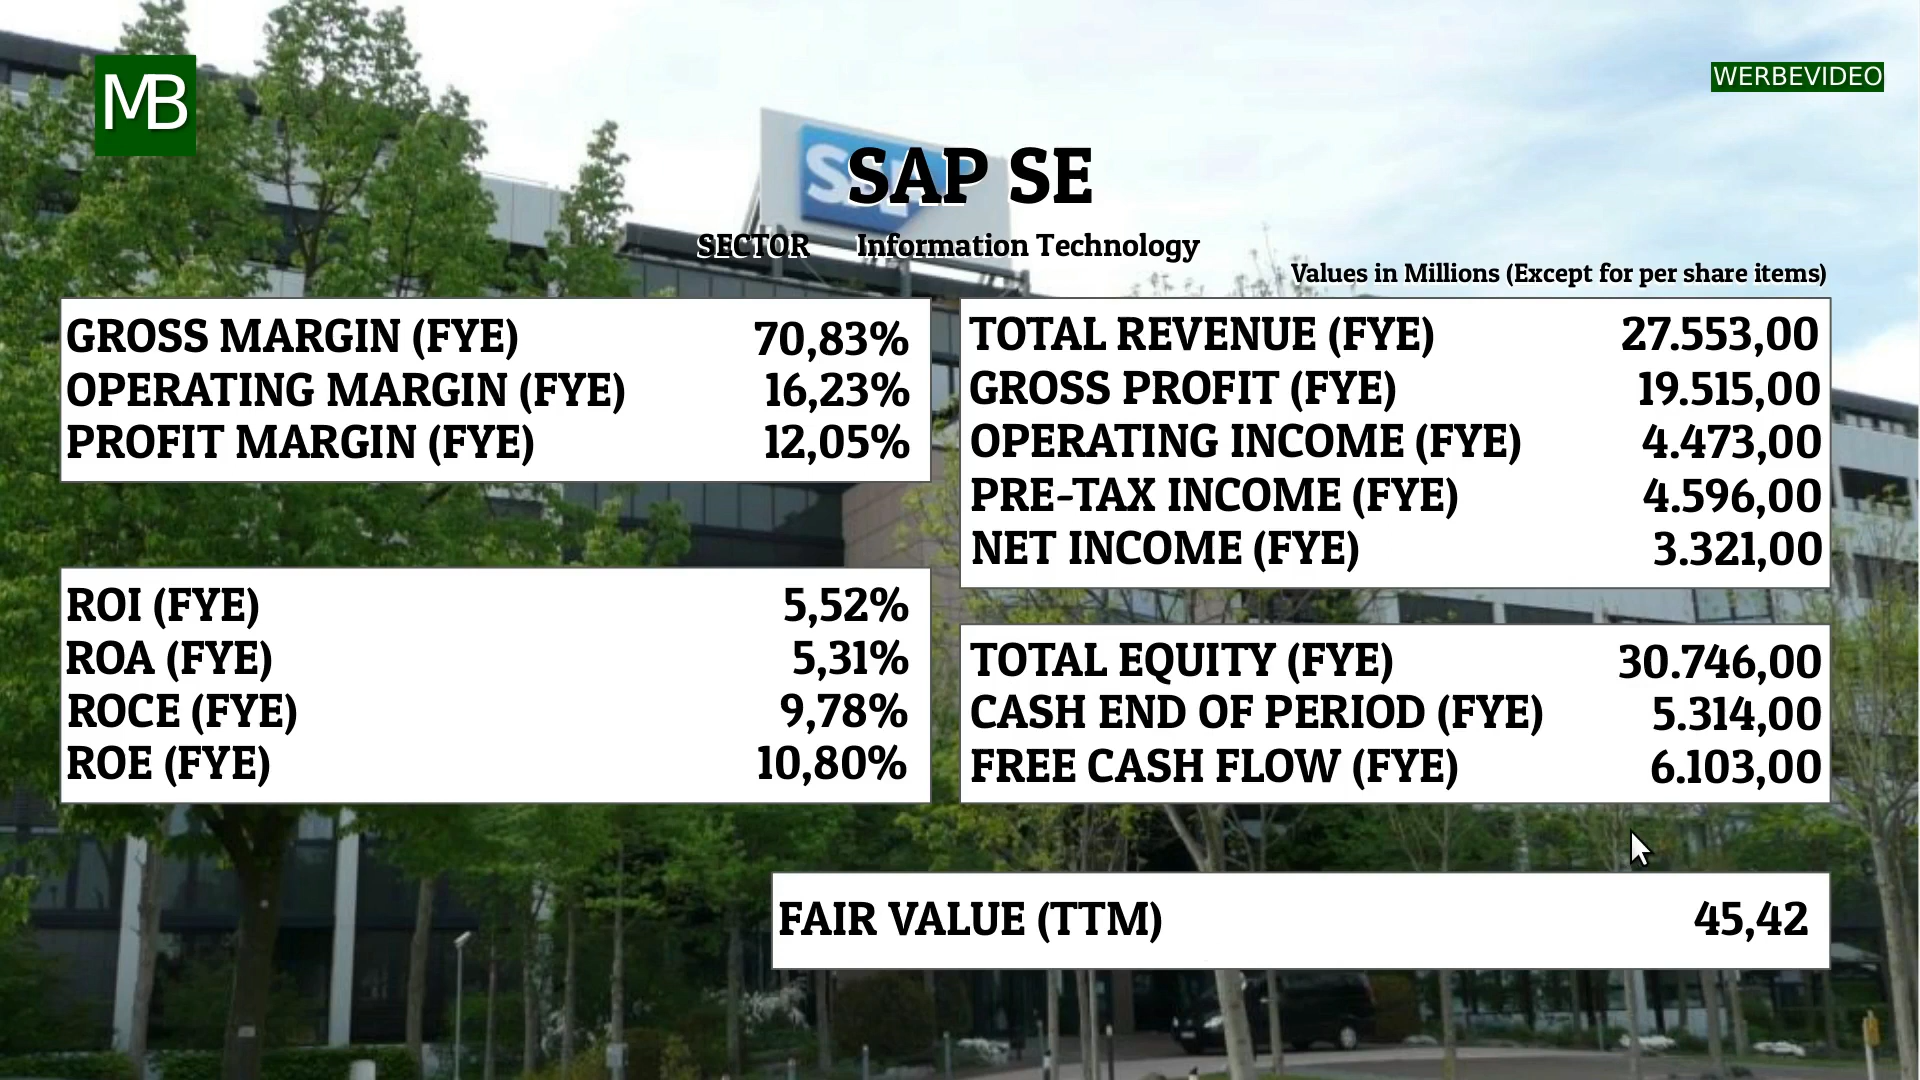 MB
WERBEVIDEO
SAP
SAP SE
SECTOR Information Technology
Values in Millions (Except for per share items)
GROSS MARGIN (FYE) 70,83%
OPERATING MARGIN (FYE) 16,23%
PROFIT MARGIN (FYE) 12,05%
TOTAL REVENUE (FYE) 27.553,00
GROSS PROFIT (FYE) 19.515,00
OPERATING INCOME (FYE) 4.473,00
PRE-TAX INCOME (FYE) 4.596,00
NET INCOME (FYE) 3.321,00
ROI (FYE) 5,52%
ROA (FYE) 5,31%
ROCE (FYE) 9,78%
ROE (FYE) 10,80%
TOTAL EQUITY (FYE) 30.746,00
CASH END OF PERIOD (FYE) 5.314,00
FREE CASH FLOW (FYE) 6.103,00
FAIR VALUE (TTM) 45,42